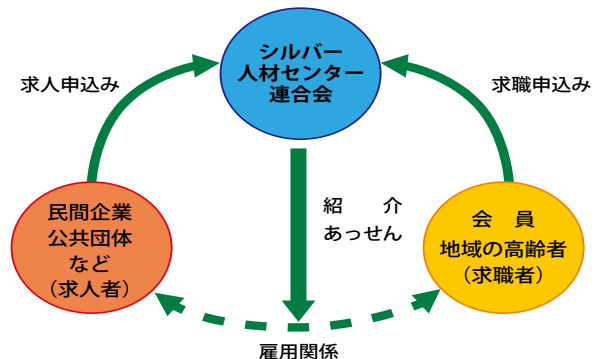 シルバー
人材センター
連合会
求人申込み
求職申込み
民間企業
公共団体
など
（求人者）
紹　　介
あっせん
会　員
地域の高齢者
（求職者）
雇用関係